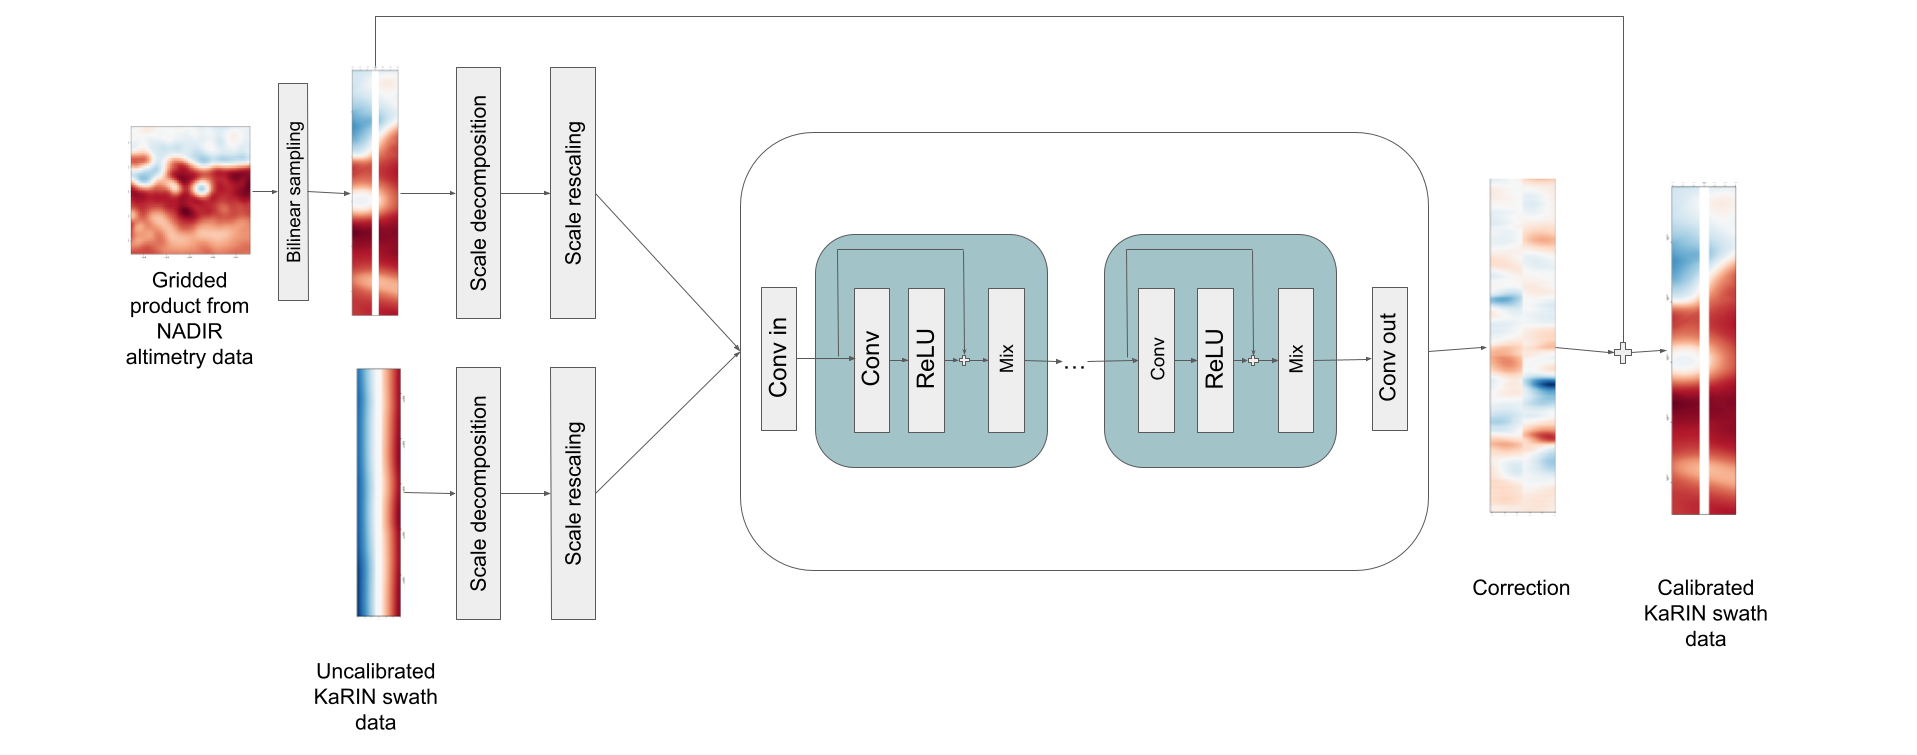 Gridded
product from
NADIR
altimetry data
Bilinear sampling
Scale decomposition
Scale rescaling
Uncalibrated
KaRIN swath
data
Scale decomposition
Scale rescaling
Conv in
Conv
ReLU
Mix
...
Conv
ReLU
Mix
Conv out
Correction
Calibrated
KaRIN swath
data